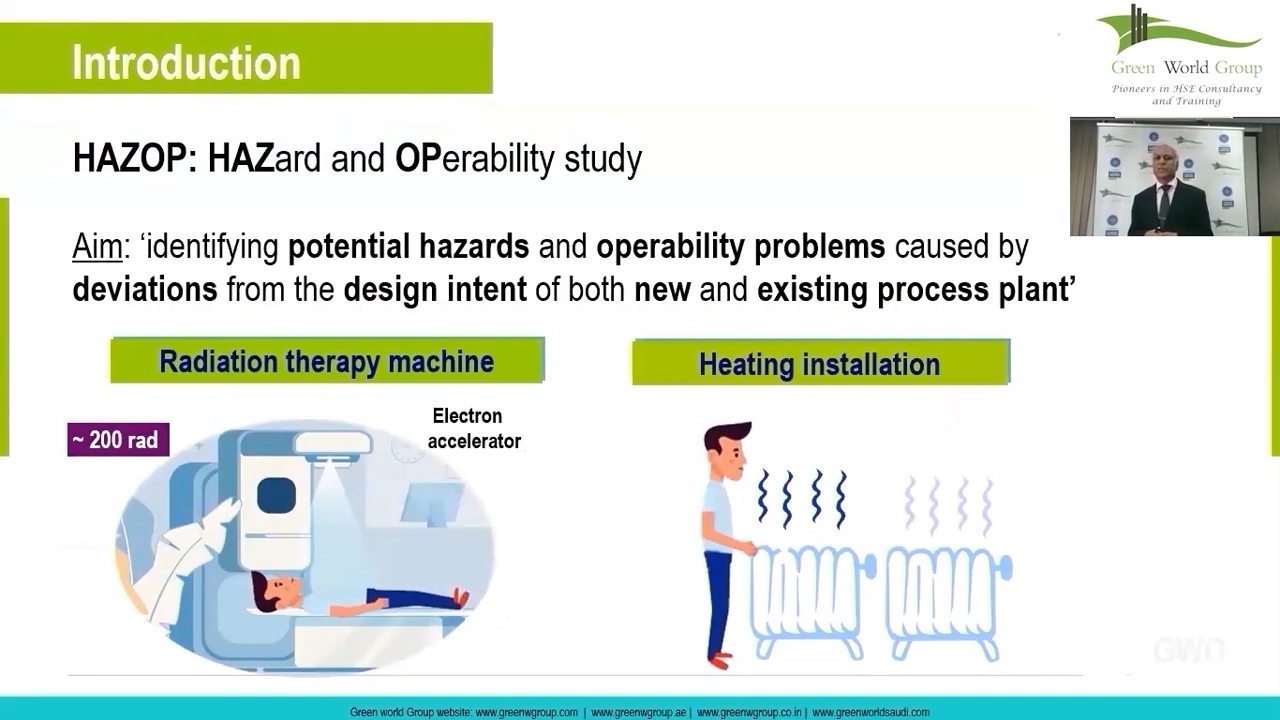 Introduction
Green World Group
Pioneers in HSE Consultancy
and Training
HAZOP: HAZard and OPerability study
Aim: ‘identifying potential hazards and operability problems caused by
deviations from the design intent of both new and existing process plant’
Radiation therapy machine
Heating installation
~ 200 rad
Electron
accelerator
GWG
Green world Group website: www.greenwgroup.com | www.greenwgroup.ae | www.greenwgroup.co.in | www.greenworldsaudi.com